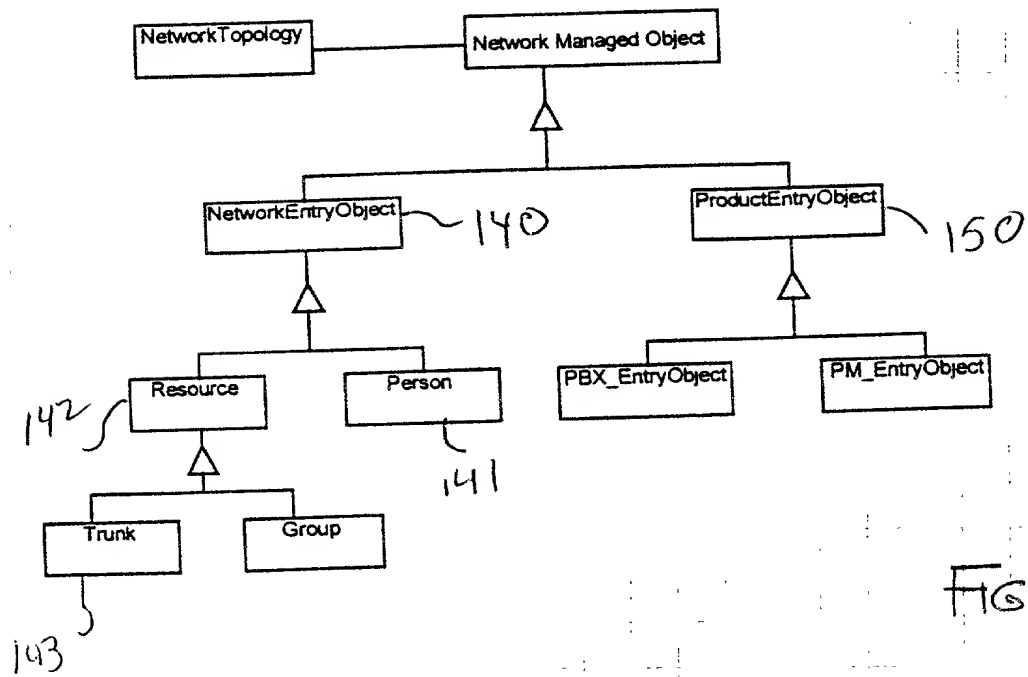 NetworkTopology
Network Managed Object
NetworkEntryObject
140
ProductEntryObject
150
Resource
142
Person
141
PBX_EntryObject
PM_EntryObject
Trunk
143
Group
FIG